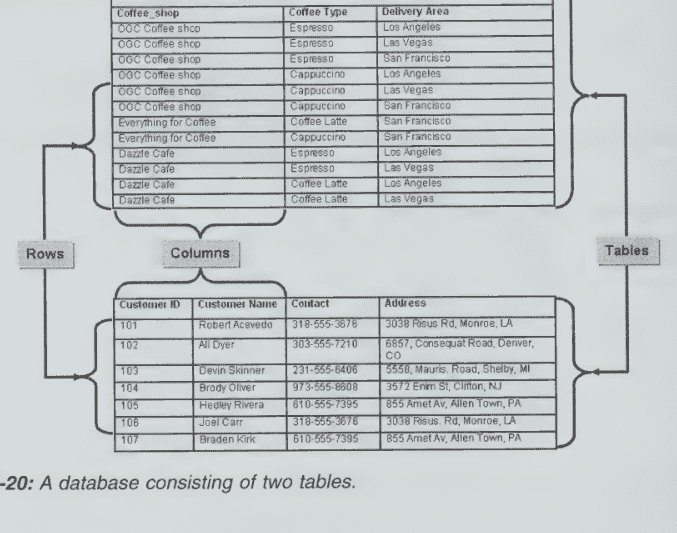 Coffee_shop Coffee Type Delivery Area
OGC Coffee shop Espresso Los Angeles
OGC Coffee shop Espresso Las Vegas
OGC Coffee shop Espresso San Francisco
OGC Coffee shop Cappuccino Los Angeles
OGC Coffee shop Cappuccino Las Vegas
OGC Coffee shop Cappuccino San Francisco
Everything for Coffee Coffee Latte San Francisco
Everything for Coffee Cappuccino San Francisco
Dazzle Cafe Espresso Los Angeles
Dazzle Cafe Espresso Las Vegas
Dazzle Cafe Coffee Latte Los Angeles
Dazzle Cafe Coffee Latte Las Vegas
Rows Columns Tables
Customer ID Customer Name Contact Address
101 Robert Acevedo 318-555-3676 3038 Risus Rd, Monroe, LA
102 Ali Dyer 303-555-7210 6857, Consequat Road, Denver,
CO
103 Devin Skinner 231-555-6406 5558, Mauris. Road, Shelby, MI
104 Brody Oliver 973-555-8608 3572 Enim St, Clifton, NJ
105 Hedley Rivera 610-555-7395 855 Amet Av, Allen Town, PA
106 Joel Carr 318-555-3676 3038 Risus. Rd, Monroe, LA
107 Braden Kirk 610-555-7395 855 Amet Av, Allen Town, PA
-20: A database consisting of two tables.